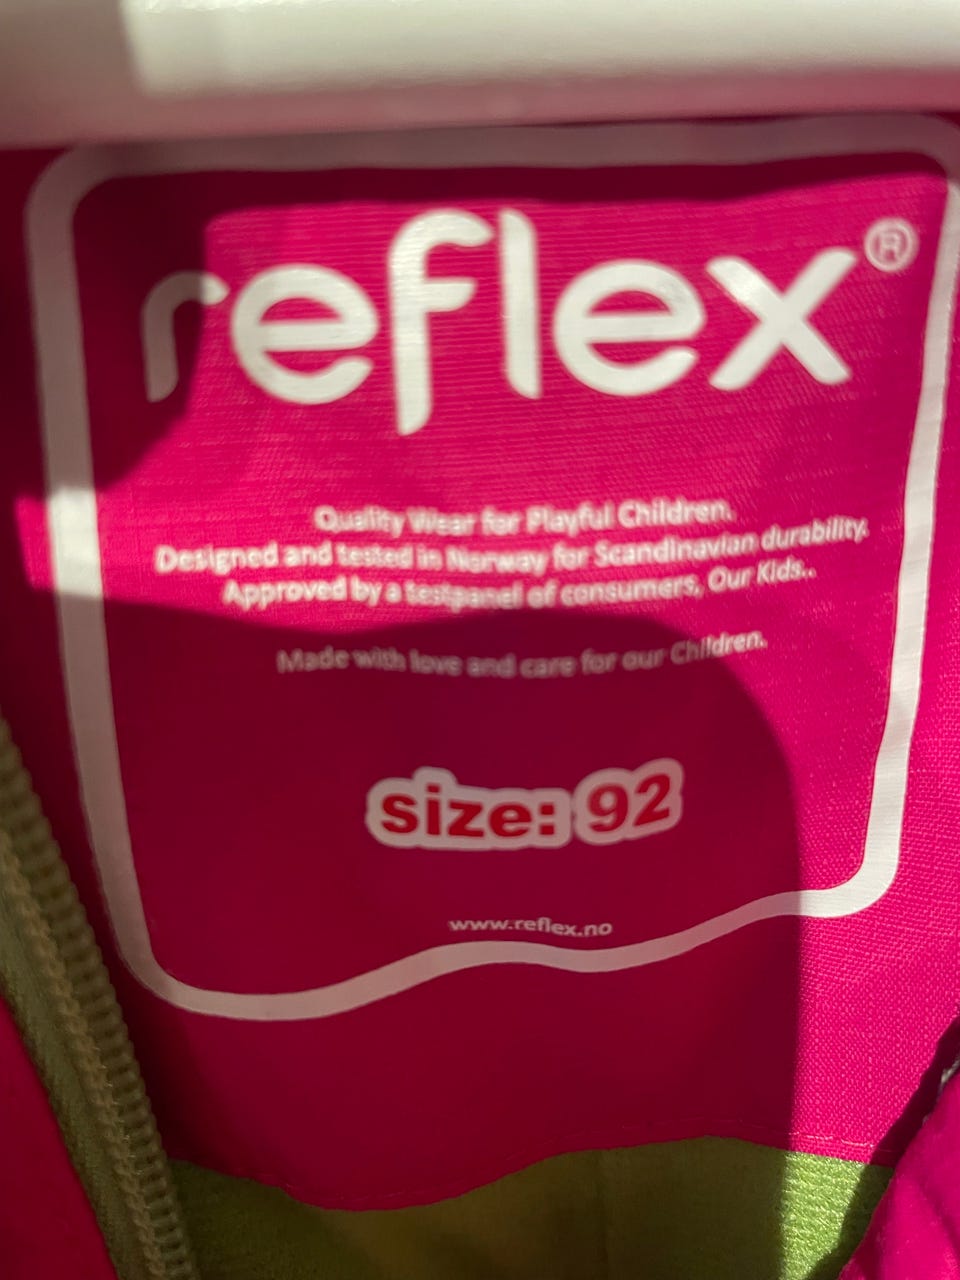 reflex®
Quality Wear for Playful Children.
Designed and tested in Norway for Scandinavian durability.
Approved by a testpanel of consumers, Our Kids..
Made with love and care for our Children.
size: 92
www.reflex.no